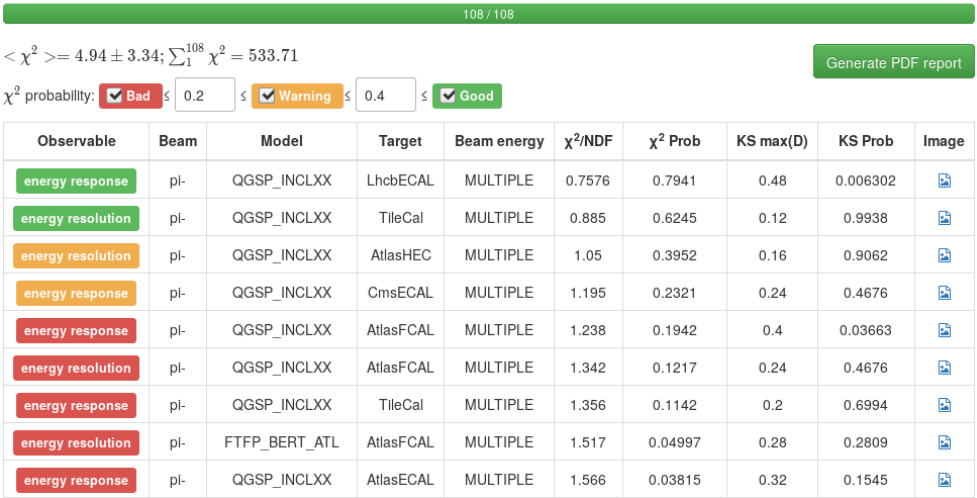 108 / 108
< χ² >= 4.94 ± 3.34; ∑₁¹⁰⁸ χ² = 533.71
Generate PDF report
χ² probability: Bad ≤ 0.2 ≤ Warning ≤ 0.4 ≤ Good
Observable Beam Model Target Beam energy χ²/NDF χ² Prob KS max(D) KS Prob Image
energy response pi- QGSP_INCLXX LhcbECAL MULTIPLE 0.7576 0.7941 0.48 0.006302
energy resolution pi- QGSP_INCLXX TileCal MULTIPLE 0.885 0.6245 0.12 0.9938
energy resolution pi- QGSP_INCLXX AtlasHEC MULTIPLE 1.05 0.3952 0.16 0.9062
energy response pi- QGSP_INCLXX CmsECAL MULTIPLE 1.195 0.2321 0.24 0.4676
energy response pi- QGSP_INCLXX AtlasFCAL MULTIPLE 1.238 0.1942 0.4 0.03663
energy resolution pi- QGSP_INCLXX AtlasFCAL MULTIPLE 1.342 0.1217 0.24 0.4676
energy response pi- QGSP_INCLXX TileCal MULTIPLE 1.356 0.1142 0.2 0.6994
energy resolution pi- FTFP_BERT_ATL AtlasFCAL MULTIPLE 1.517 0.04997 0.28 0.2809
energy response pi- QGSP_INCLXX AtlasECAL MULTIPLE 1.566 0.03815 0.32 0.1545